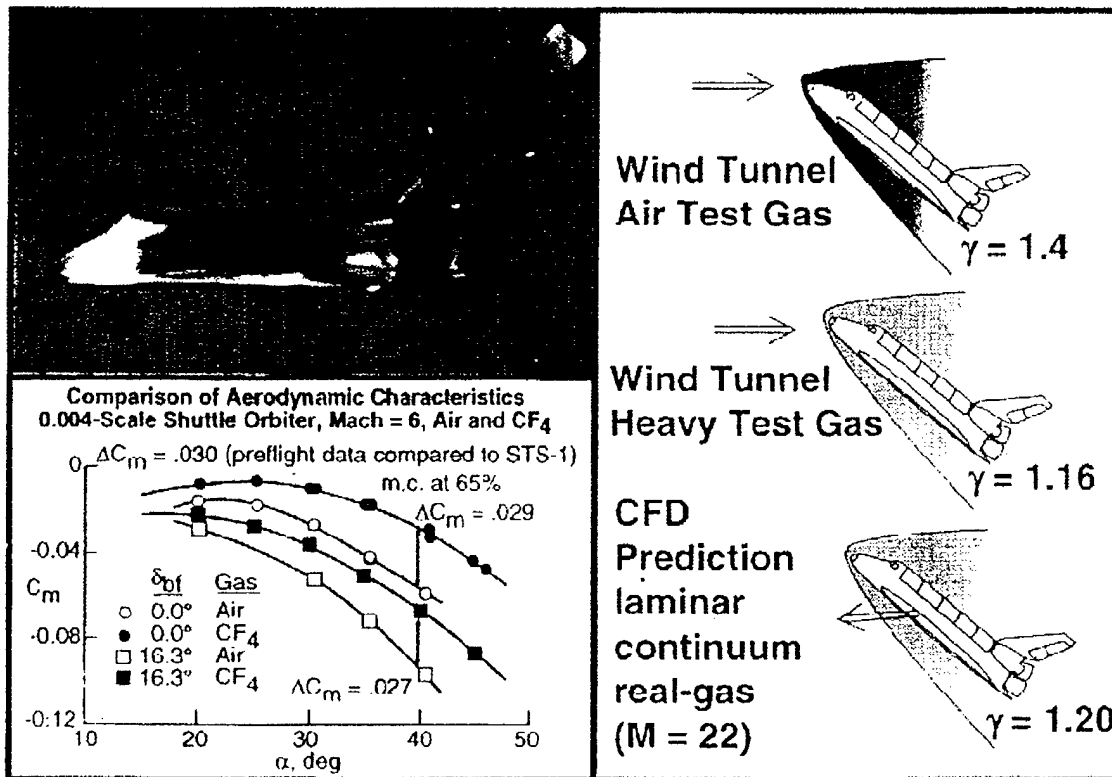 Comparison of Aerodynamic Characteristics
0.004-Scale Shuttle Orbiter, Mach = 6, Air and CF4
ΔCm = .030 (preflight data compared to STS-1)
m.c. at 65%
ΔCm = .029
0
-0.04
Cm
-0.08
-0.12
δbf Gas
0.0° Air
0.0° CF4
16.3° Air
16.3° CF4
ΔCm = .027
10 20 30 40 50
α, deg
Wind Tunnel
Air Test Gas
γ = 1.4
Wind Tunnel
Heavy Test Gas
γ = 1.16
CFD
Prediction
laminar
continuum
real-gas
(M = 22)
γ = 1.20